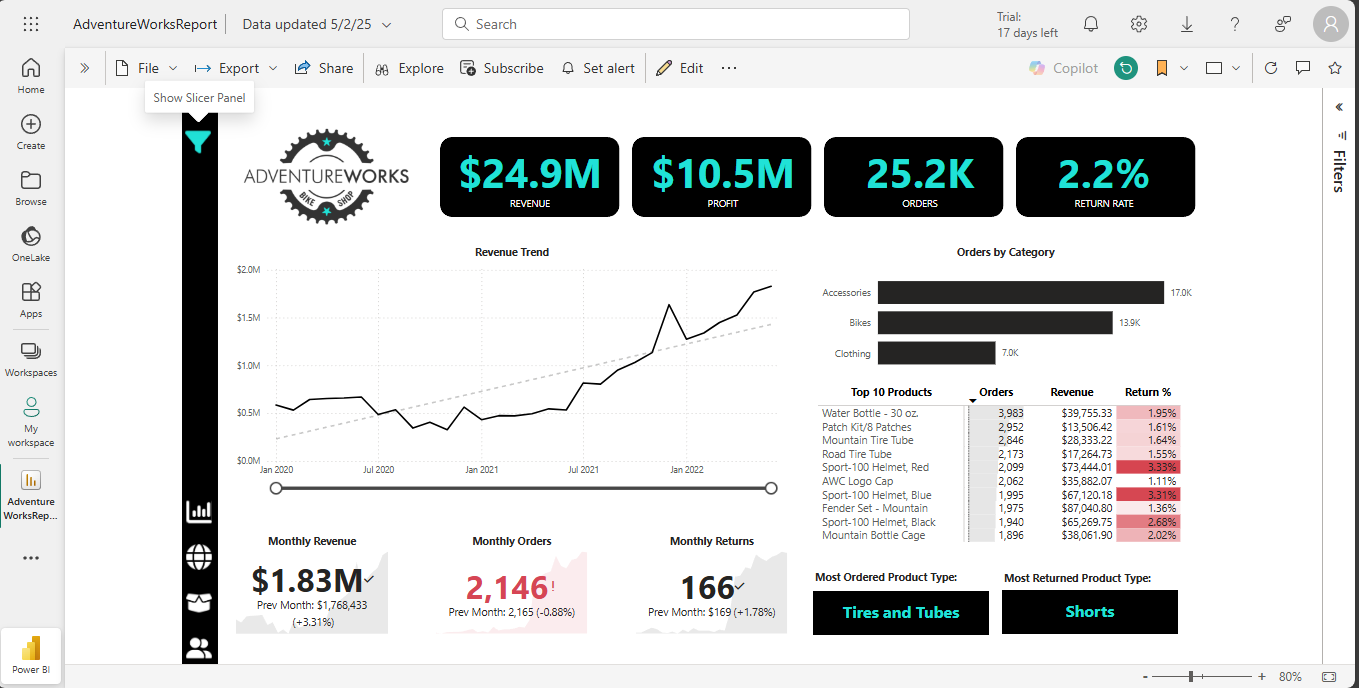 AdventureWorksReport
Data updated 5/2/25
Search
Trial:
17 days left
Home
Create
Browse
OneLake
Apps
Workspaces
My
workspace
Adventure
WorksRep...
Power BI
File
Export
Share
Explore
Subscribe
Set alert
Edit
Copilot
Show Slicer Panel
Filters
ADVENTUREWORKS
BIKE SHOP
$24.9M
REVENUE
$10.5M
PROFIT
25.2K
ORDERS
2.2%
RETURN RATE
Revenue Trend
$2.0M
$1.5M
$1.0M
$0.5M
$0.0M
Jan 2020
Jul 2020
Jan 2021
Jul 2021
Jan 2022
Orders by Category
Accessories 17.0K
Bikes 13.9K
Clothing 7.0K
Top 10 Products Orders Revenue Return %
Water Bottle - 30 oz. 3,983 $39,755.33 1.95%
Patch Kit/8 Patches 2,952 $13,506.42 1.61%
Mountain Tire Tube 2,846 $28,333.22 1.64%
Road Tire Tube 2,173 $17,264.73 1.55%
Sport-100 Helmet, Red 2,099 $73,444.01 3.33%
AWC Logo Cap 2,062 $35,882.07 1.11%
Sport-100 Helmet, Blue 1,995 $67,120.18 3.31%
Fender Set - Mountain 1,975 $87,040.80 1.36%
Sport-100 Helmet, Black 1,940 $65,269.75 2.68%
Mountain Bottle Cage 1,896 $38,061.90 2.02%
Monthly Revenue
$1.83M
Prev Month: $1,768,433
(+3.31%)
Monthly Orders
2,146!
Prev Month: 2,165 (-0.88%)
Monthly Returns
166
Prev Month: $169 (+1.78%)
Most Ordered Product Type:
Tires and Tubes
Most Returned Product Type:
Shorts
- + 80%